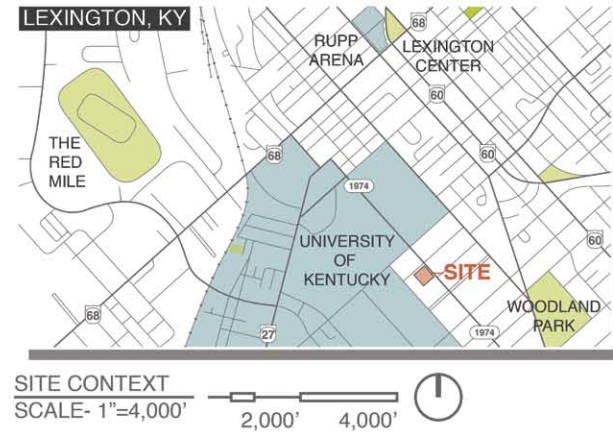 LEXINGTON, KY
68
RUPP
ARENA
LEXINGTON
CENTER
60
THE
RED
MILE
68
60
1974
UNIVERSITY
OF
KENTUCKY
60
SITE
WOODLAND
PARK
68
27
1974
SITE CONTEXT
SCALE- 1"=4,000'
2,000'
4,000'